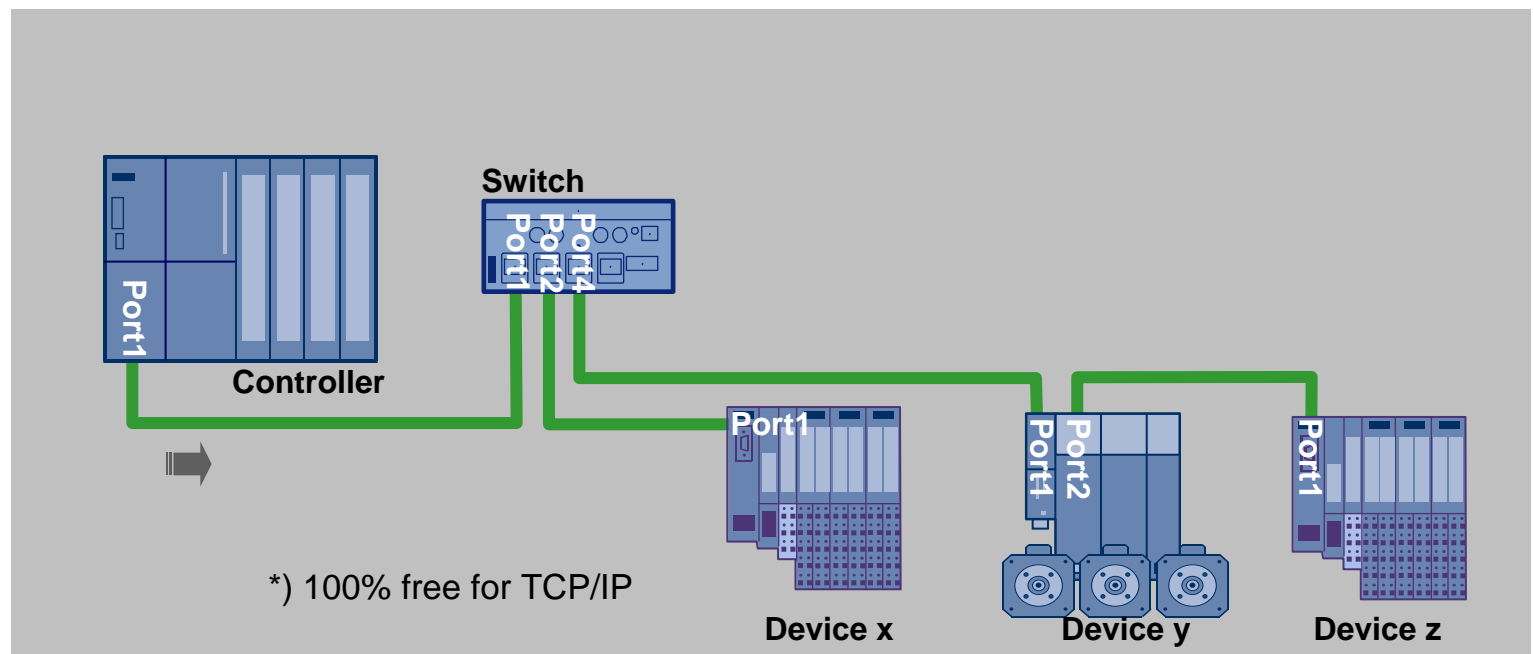 Switch
Port1
Port2
Port4
Port1
Controller
Port1
Port1
Port2
Port1
*) 100% free for TCP/IP
Device x
Device y
Device z